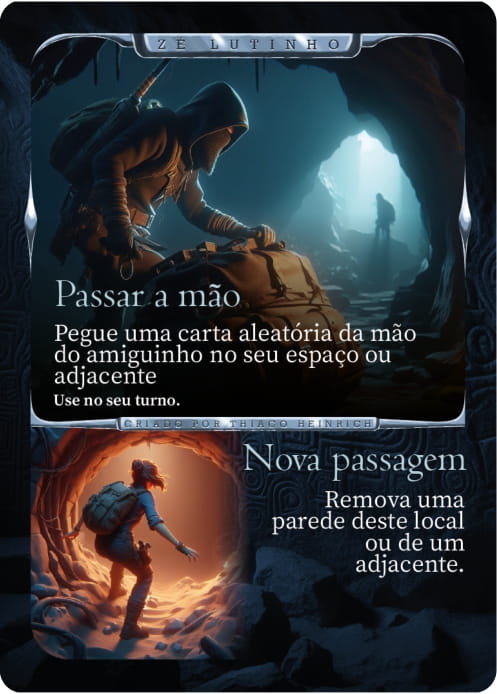 ZÉ LUTINHO
Passar a mão
Pegue uma carta aleatória da mão
do amiguinho no seu espaço ou
adjacente
Use no seu turno.
CRIADO POR THIAGO HEINRICH
Nova passagem
Remova uma
parede deste local
ou de um
adjacente.